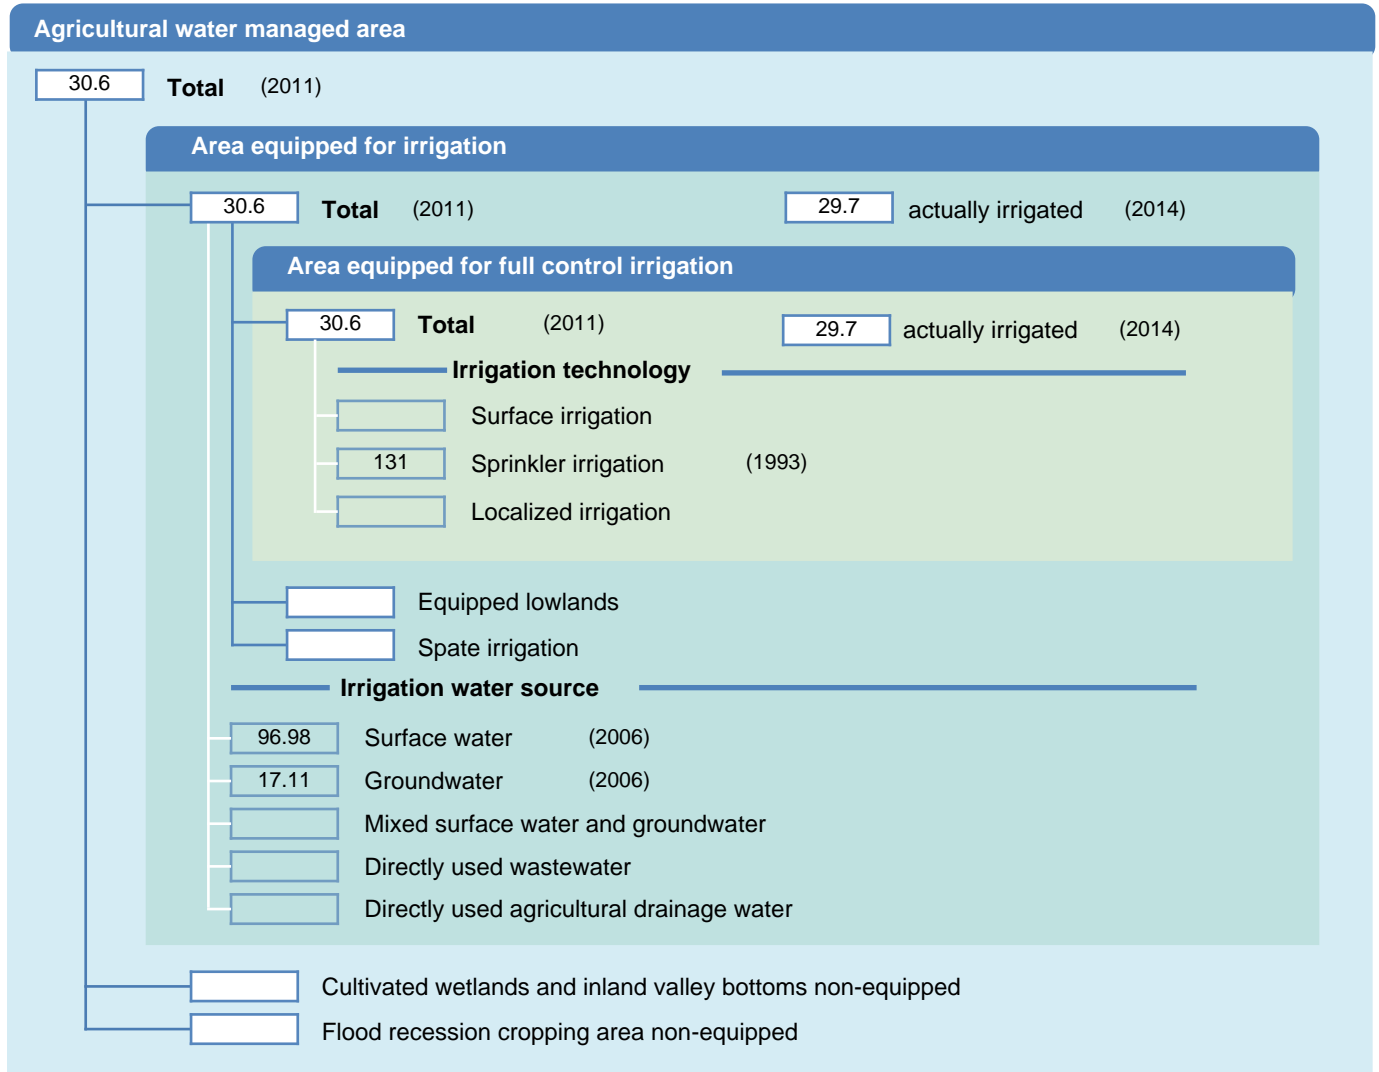 Agricultural water managed area
30.6 Total (2011)
Area equipped for irrigation
30.6 Total (2011) 29.7 actually irrigated (2014)
Area equipped for full control irrigation
30.6 Total (2011) 29.7 actually irrigated (2014)
Irrigation technology
Surface irrigation
131 Sprinkler irrigation (1993)
Localized irrigation
Equipped lowlands
Spate irrigation
Irrigation water source
96.98 Surface water (2006)
17.11 Groundwater (2006)
Mixed surface water and groundwater
Directly used wastewater
Directly used agricultural drainage water
Cultivated wetlands and inland valley bottoms non-equipped
Flood recession cropping area non-equipped